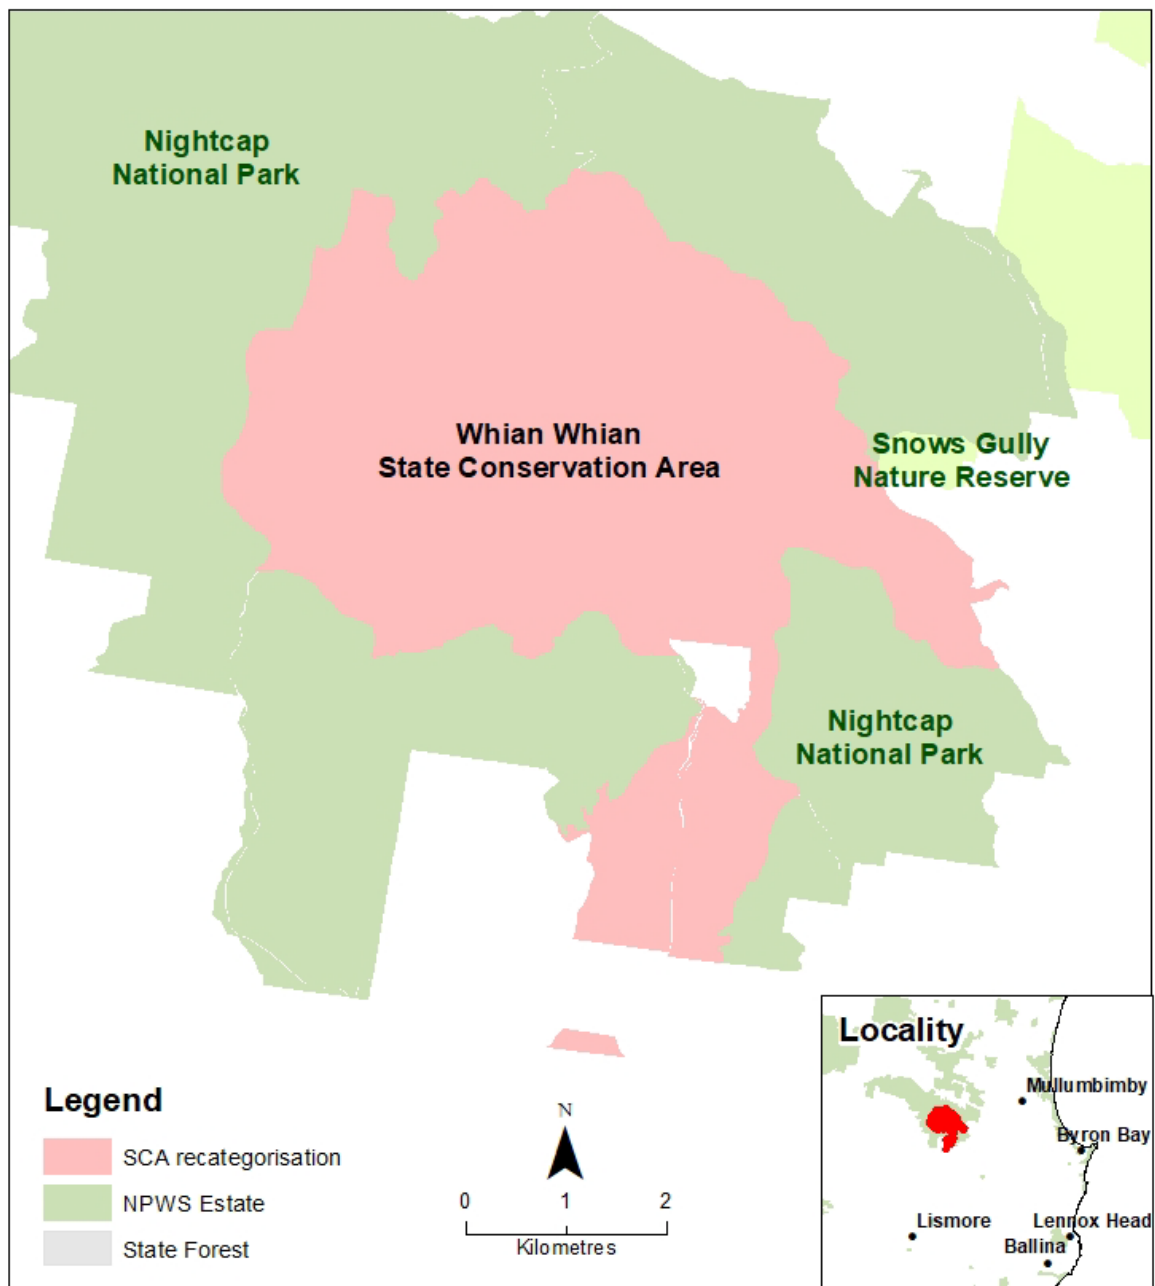 Nightcap
National Park
Whian Whian
State Conservation Area
Snows Gully
Nature Reserve
Nightcap
National Park
Legend
SCA recategorisation
NPWS Estate
State Forest
N
0 1 2
Kilometres
Locality
Mullumbimby
Byron Bay
Lismore
Lennox Head
Ballina